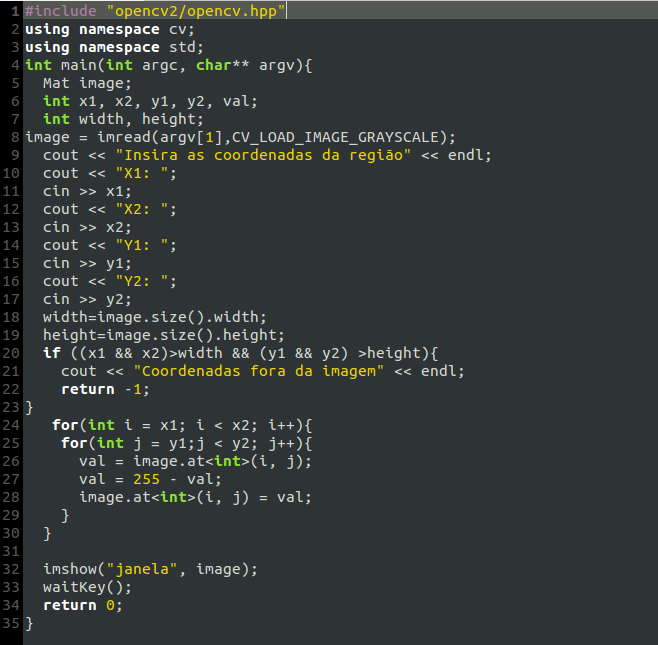 1 #include "opencv2/opencv.hpp"
2 using namespace cv;
3 using namespace std;
4 int main(int argc, char** argv){
5   Mat image;
6   int x1, x2, y1, y2, val;
7   int width, height;
8 image = imread(argv[1],CV_LOAD_IMAGE_GRAYSCALE);
9   cout << "Insira as coordenadas da região" << endl;
10   cout << "X1: ";
11   cin >> x1;
12   cout << "X2: ";
13   cin >> x2;
14   cout << "Y1: ";
15   cin >> y1;
16   cout << "Y2: ";
17   cin >> y2;
18   width=image.size().width;
19   height=image.size().height;
20   if ((x1 && x2)>width && (y1 && y2) >height){
21     cout << "Coordenadas fora da imagem" << endl;
22     return -1;
23 }
24    for(int i = x1; i < x2; i++){
25     for(int j = y1;j < y2; j++){
26       val = image.at<int>(i, j);
27       val = 255 - val;
28       image.at<int>(i, j) = val;
29     }
30   }
31
32   imshow("janela", image);
33   waitKey();
34   return 0;
35 }